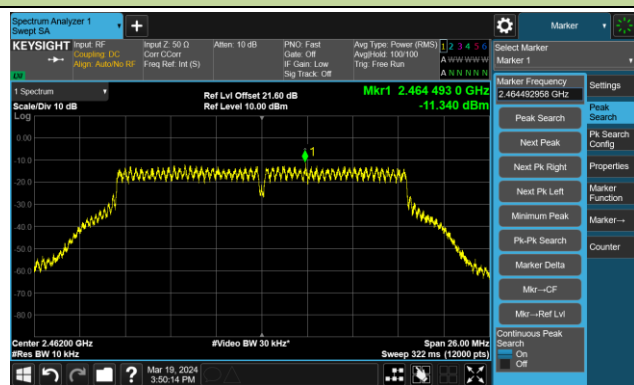 Spectrum Analyzer 1
Swept SA
+
Marker
KEYSIGHT
Input: RF
Coupling: DC
Align: Auto/No RF
Input Z: 50 Ω
Corr CCorr
Freq Ref: Int (S)
Atten: 10 dB
PNO: Fast
Gate: Off
IF Gain: Low
Sig Track: Off
Avg Type: Power (RMS)
Avg|Hold: 100/100
Trig: Free Run
1 2 3 4 5 6
A W W W W W
A N N N N N
Select Marker
Marker 1
1 Spectrum
Scale/Div 10 dB
Log
Ref Lvl Offset 21.60 dB
Ref Level 10.00 dBm
Mkr1 2.464 493 0 GHz
-11.340 dBm
0.00
-10.0
-20.0
-30.0
-40.0
-50.0
-60.0
-70.0
-80.0
1
Marker Frequency
2.464492958 GHz
Peak Search
Next Peak
Next Pk Right
Next Pk Left
Minimum Peak
Pk-Pk Search
Marker Delta
Mkr→CF
Mkr→Ref Lvl
Continuous Peak
Search
On
Off
Settings
Peak
Search
Pk Search
Config
Properties
Marker
Function
Marker→
Counter
Center 2.46200 GHz
#Res BW 10 kHz
#Video BW 30 kHz*
Span 26.00 MHz
Sweep 322 ms (12000 pts)
?
Mar 19, 2024
3:50:14 PM